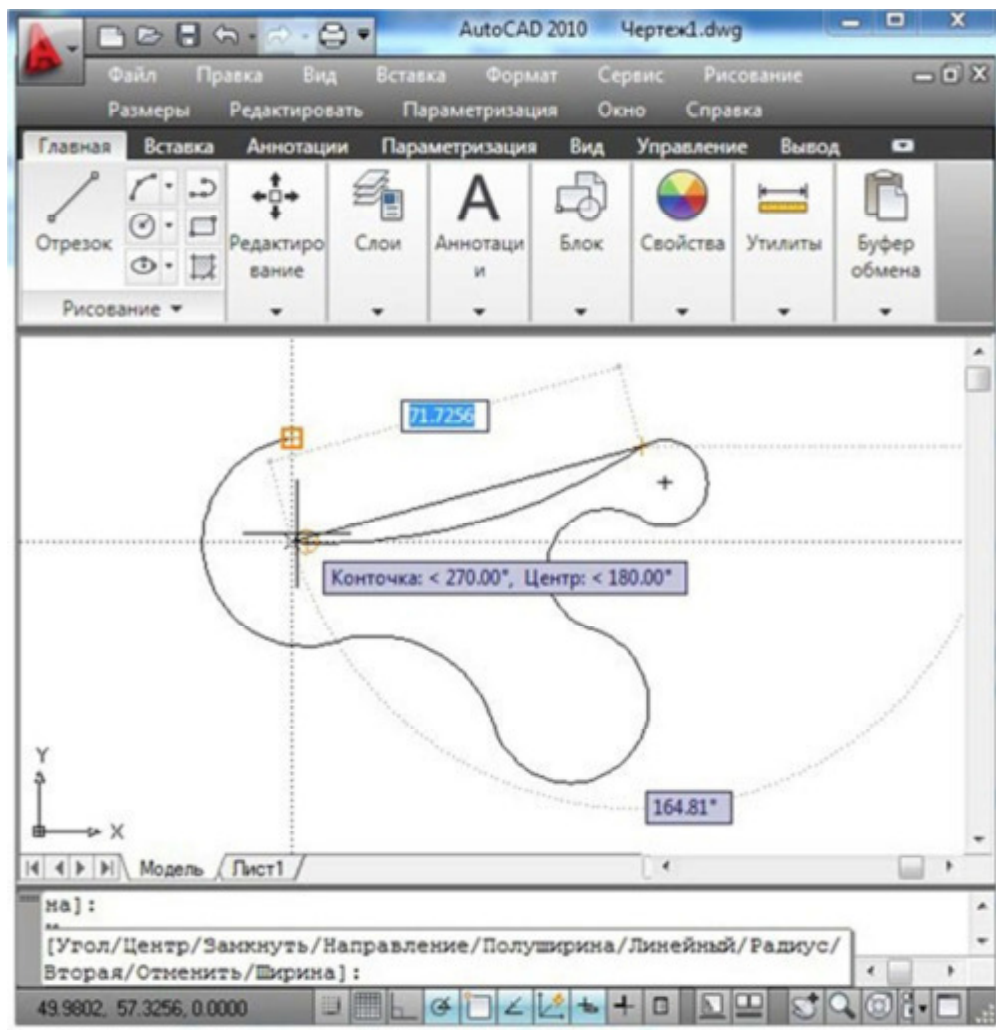 AutoCAD 2010 Чертеж1.dwg
Файл Правка Вид Вставка Формат Сервис Рисование
Размеры Редактировать Параметризация Окно Справка
Главная Вставка Аннотации Параметризация Вид Управление Вывод
Отрезок
Редактиро
вание
Слои
Аннотаци
и
Блок
Свойства
Утилиты
Буфер
обмена
Рисование
71.7256
Конточка: < 270.00°, Центр: < 180.00°
164.81°
Y
X
Модель Лист1
на]:
[Угол/Центр/Замкнуть/Направление/Полуширина/Линейный/Радиус/
Вторая/Отменить/Ширина]:
49.9802, 57.3256, 0.0000